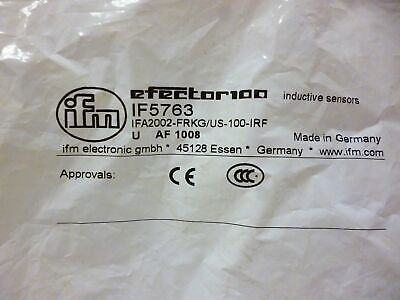 efector100 inductive sensors
ifm
IF5763
IFA2002-FRKG/US-100-IRF
U AF 1008 Made in Germany
ifm electronic gmbh * 45128 Essen * Germany * www.ifm.com
Approvals: CE CCC